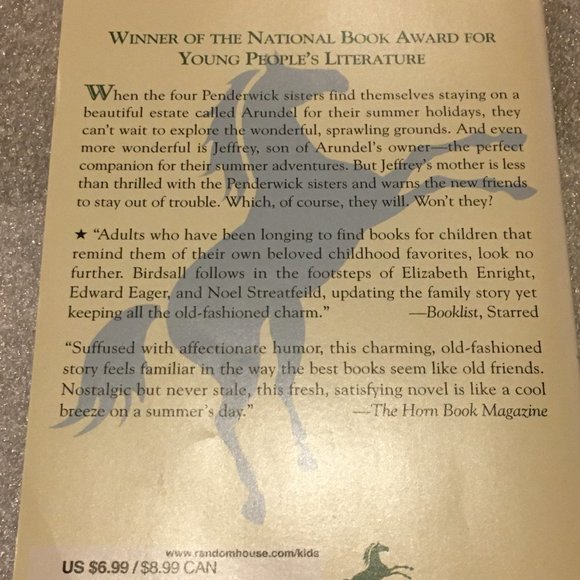 WINNER OF THE NATIONAL BOOK AWARD FOR
YOUNG PEOPLE'S LITERATURE
When the four Penderwick sisters find themselves staying on a
beautiful estate called Arundel for their summer holidays, they
can't wait to explore the wonderful, sprawling grounds. And even
more wonderful is Jeffrey, son of Arundel's owner—the perfect
companion for their summer adventures. But Jeffrey's mother is less
than thrilled with the Penderwick sisters and warns the new friends
to stay out of trouble. Which, of course, they will. Won't they?
★ “Adults who have been longing to find books for children that
remind them of their own beloved childhood favorites, look no
further. Birdsall follows in the footsteps of Elizabeth Enright,
Edward Eager, and Noel Streatfeild, updating the family story yet
keeping all the old-fashioned charm.” —Booklist, Starred
“Suffused with affectionate humor, this charming, old-fashioned
story feels familiar in the way the best books seem like old friends.
Nostalgic but never stale, this fresh, satisfying novel is like a cool
breeze on a summer's day.” —The Horn Book Magazine
www.randomhouse.com/kids
US $6.99 / $8.99 CAN